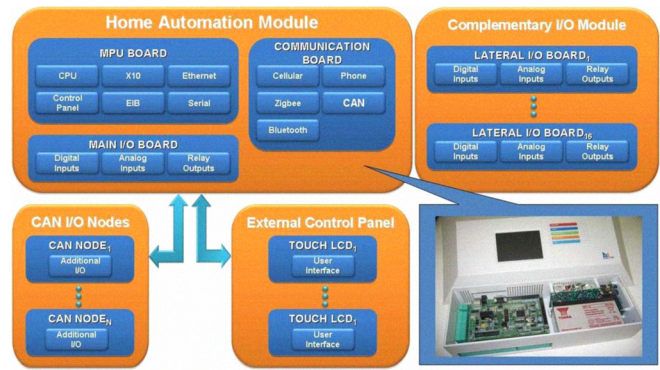 Home Automation Module
MPU BOARD
CPU
X10
Ethernet
Control
Panel
EIB
Serial
COMMUNICATION
BOARD
Cellular
Phone
Zigbee
CAN
Bluetooth
MAIN I/O BOARD
Digital
Inputs
Analog
Inputs
Relay
Outputs
Complementary I/O Module
LATERAL I/O BOARD1
Digital
Inputs
Analog
Inputs
Relay
Outputs
LATERAL I/O BOARD16
Digital
Inputs
Analog
Inputs
Relay
Outputs
CAN I/O Nodes
CAN NODE1
Additional
I/O
CAN NODEN
Additional
I/O
External Control Panel
TOUCH LCD1
User
Interface
TOUCH LCD1
User
Interface